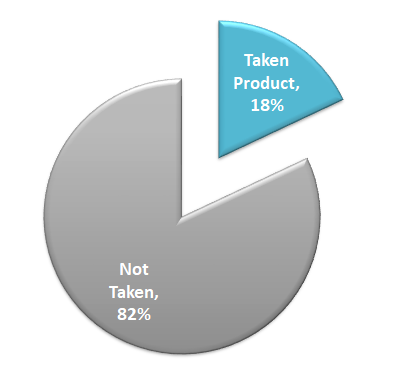 Taken
Product,
18%
Not
Taken,
82%